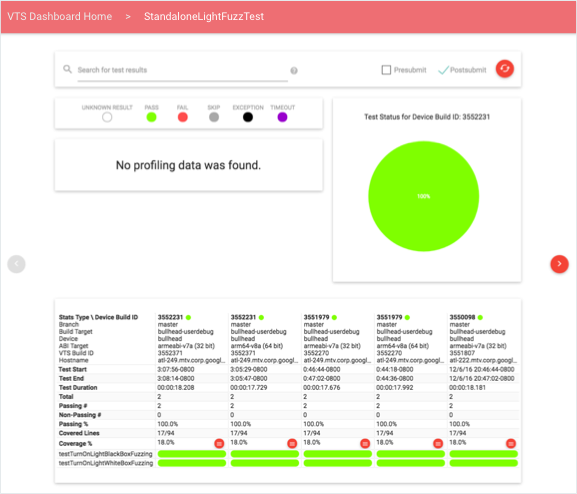 VTS Dashboard Home > StandaloneLightFuzzTest
Search for test results
Presubmit Postsubmit
UNKNOWN RESULT PASS FAIL SKIP EXCEPTION TIMEOUT
No profiling data was found.
Test Status for Device Build ID: 3552231
100%
Stats Type \ Device Build ID 3552231 3552231 3551979 3551979 3550098
Branch master master master master master
Build Target bullhead-userdebug bullhead-userdebug bullhead-userdebug bullhead-userdebug bullhead-userdebug
Device bullhead bullhead bullhead bullhead bullhead
ABI Target armeabi-v7a (32 bit) arm64-v8a (64 bit) armeabi-v7a (32 bit) arm64-v8a (64 bit) armeabi-v7a (32 bit)
VTS Build ID 3552371 3552371 3552270 3552270 3551807
Hostname atl-249.mtv.corp.googl... atl-249.mtv.corp.googl... atl-249.mtv.corp.googl... atl-249.mtv.corp.googl... atl-222.mtv.corp.googl...
Test Start 3:07:56-0800 3:05:29-0800 0:46:44-0800 0:44:18-0800 12/6/16 20:46:44-0800
Test End 3:08:14-0800 3:05:47-0800 0:47:02-0800 0:44:36-0800 12/6/16 20:47:02-0800
Test Duration 00:00:18.208 00:00:17.729 00:00:17.676 00:00:17.992 00:00:18.181
Total 2 2 2 2 2
Passing # 2 2 2 2 2
Non-Passing # 0 0 0 0 0
Passing % 100.0% 100.0% 100.0% 100.0% 100.0%
Covered Lines 17/94 17/94 17/94 17/94 17/94
Coverage % 18.0% 18.0% 18.0% 18.0% 18.0%
testTurnOnLightBlackBoxFuzzing
testTurnOnLightWhiteBoxFuzzing